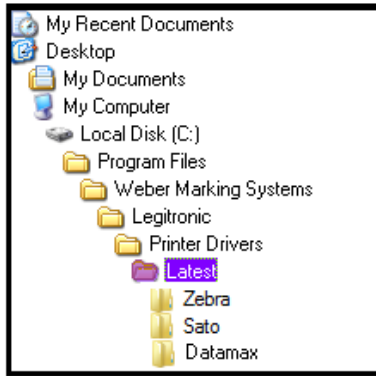 My Recent Documents
Desktop
My Documents
My Computer
Local Disk (C:)
Program Files
Weber Marking Systems
Legitronic
Printer Drivers
Latest
Zebra
Sato
Datamax